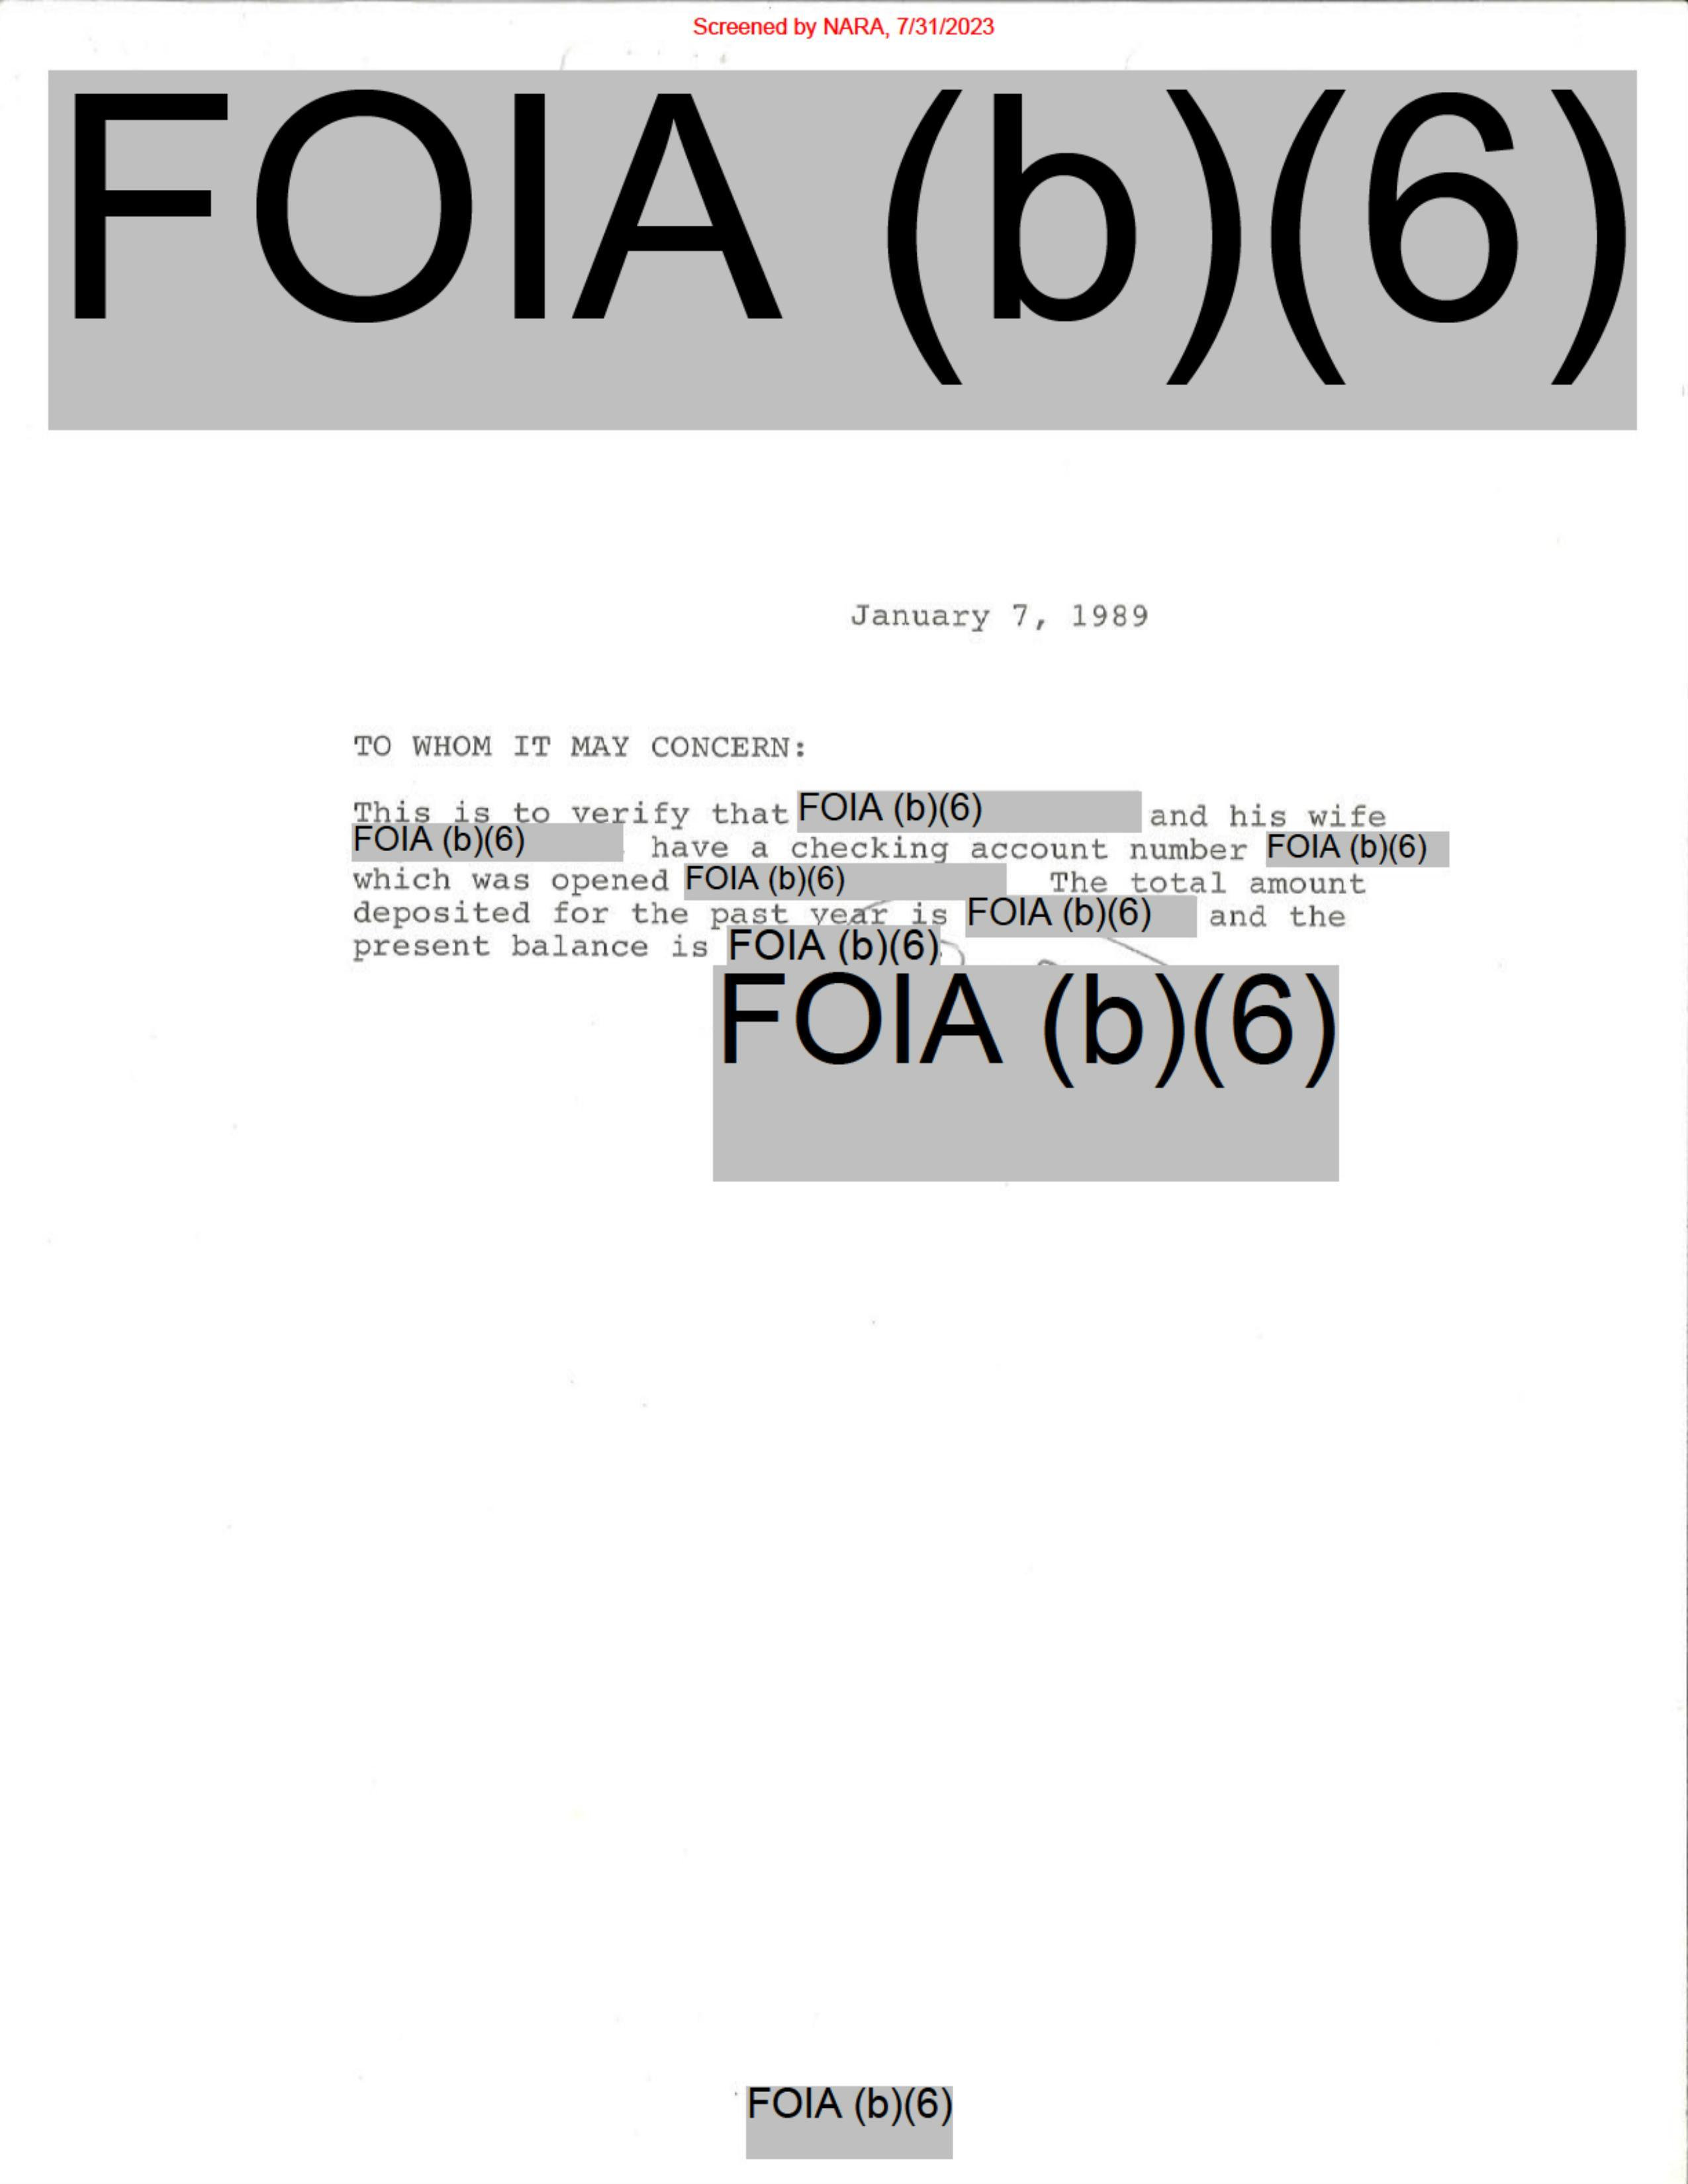 Screened by NARA, 7/31/2023
FOIA (b)(6)
January 7, 1989
TO WHOM IT MAY CONCERN:
This is to verify that FOIA (b)(6) and his wife
FOIA (b)(6) have a checking account number FOIA (b)(6)
which was opened FOIA (b)(6) The total amount
deposited for the past year is FOIA (b)(6) and the
present balance is FOIA (b)(6)
FOIA (b)(6)
FOIA (b)(6)